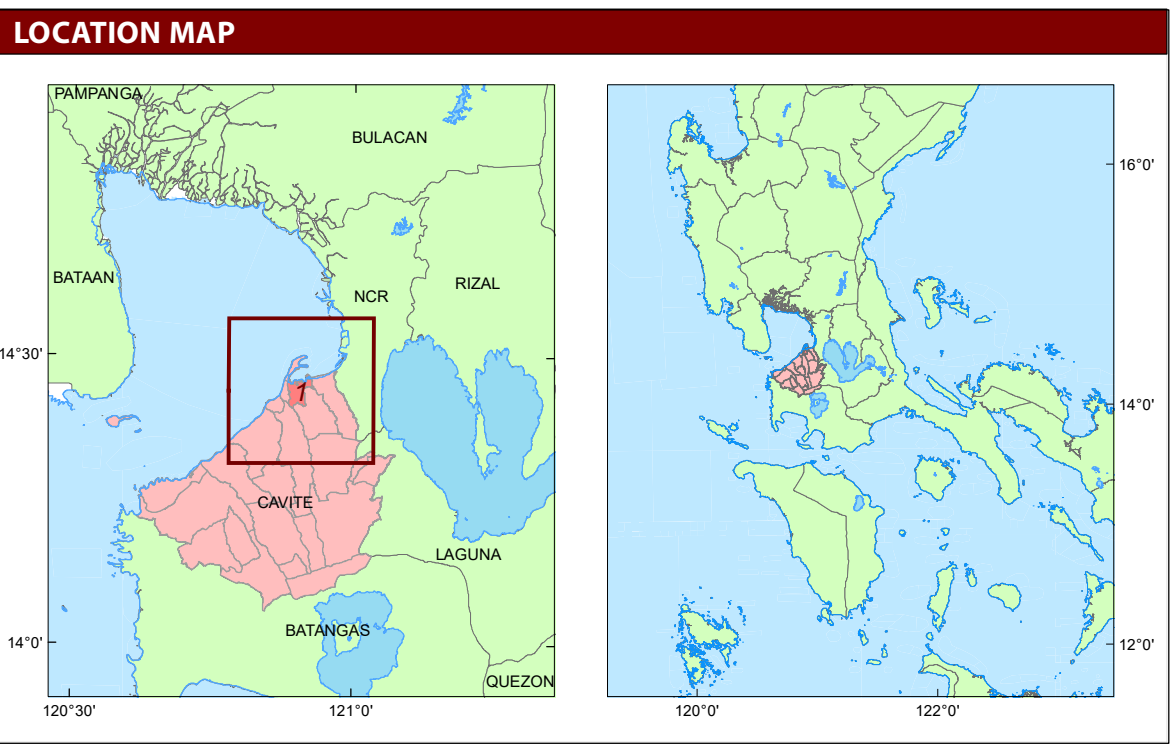 LOCATION MAP
PAMPANGA
BULACAN
BATAAN
NCR
RIZAL
14°30'
1
CAVITE
LAGUNA
BATANGAS
14°0'
QUEZON
120°30'
121°0'
16°0'
14°0'
12°0'
120°0'
122°0'